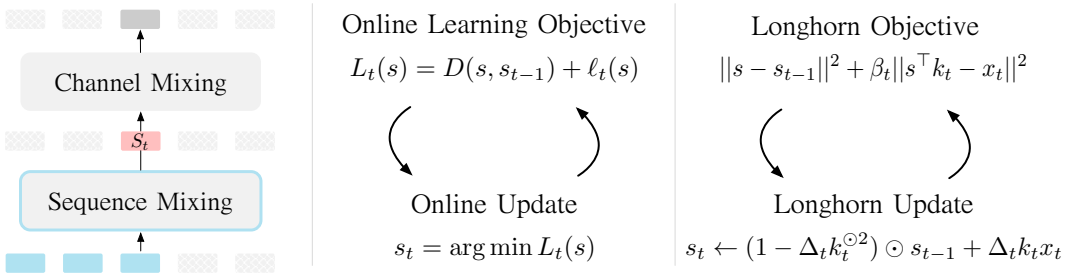 Channel Mixing
S_t
Sequence Mixing
Online Learning Objective
L_t(s) = D(s, s_{t−1}) + ℓ_t(s)
Online Update
s_t = arg min L_t(s)
Longhorn Objective
||s − s_{t−1}||^2 + β_t||s^⊤ k_t − x_t||^2
Longhorn Update
s_t ← (1 − Δ_t k_t^{⊙2}) ⊙ s_{t−1} + Δ_t k_t x_t